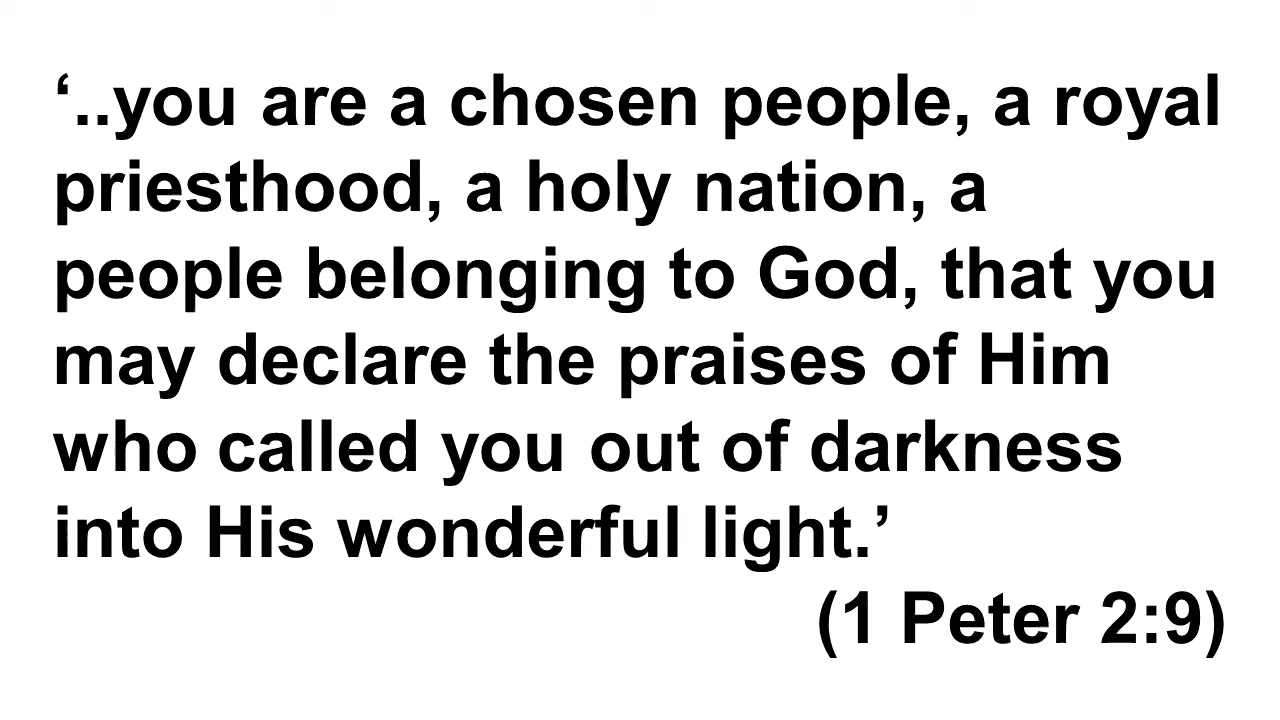 ‘..you are a chosen people, a royal
priesthood, a holy nation, a
people belonging to God, that you
may declare the praises of Him
who called you out of darkness
into His wonderful light.’
(1 Peter 2:9)